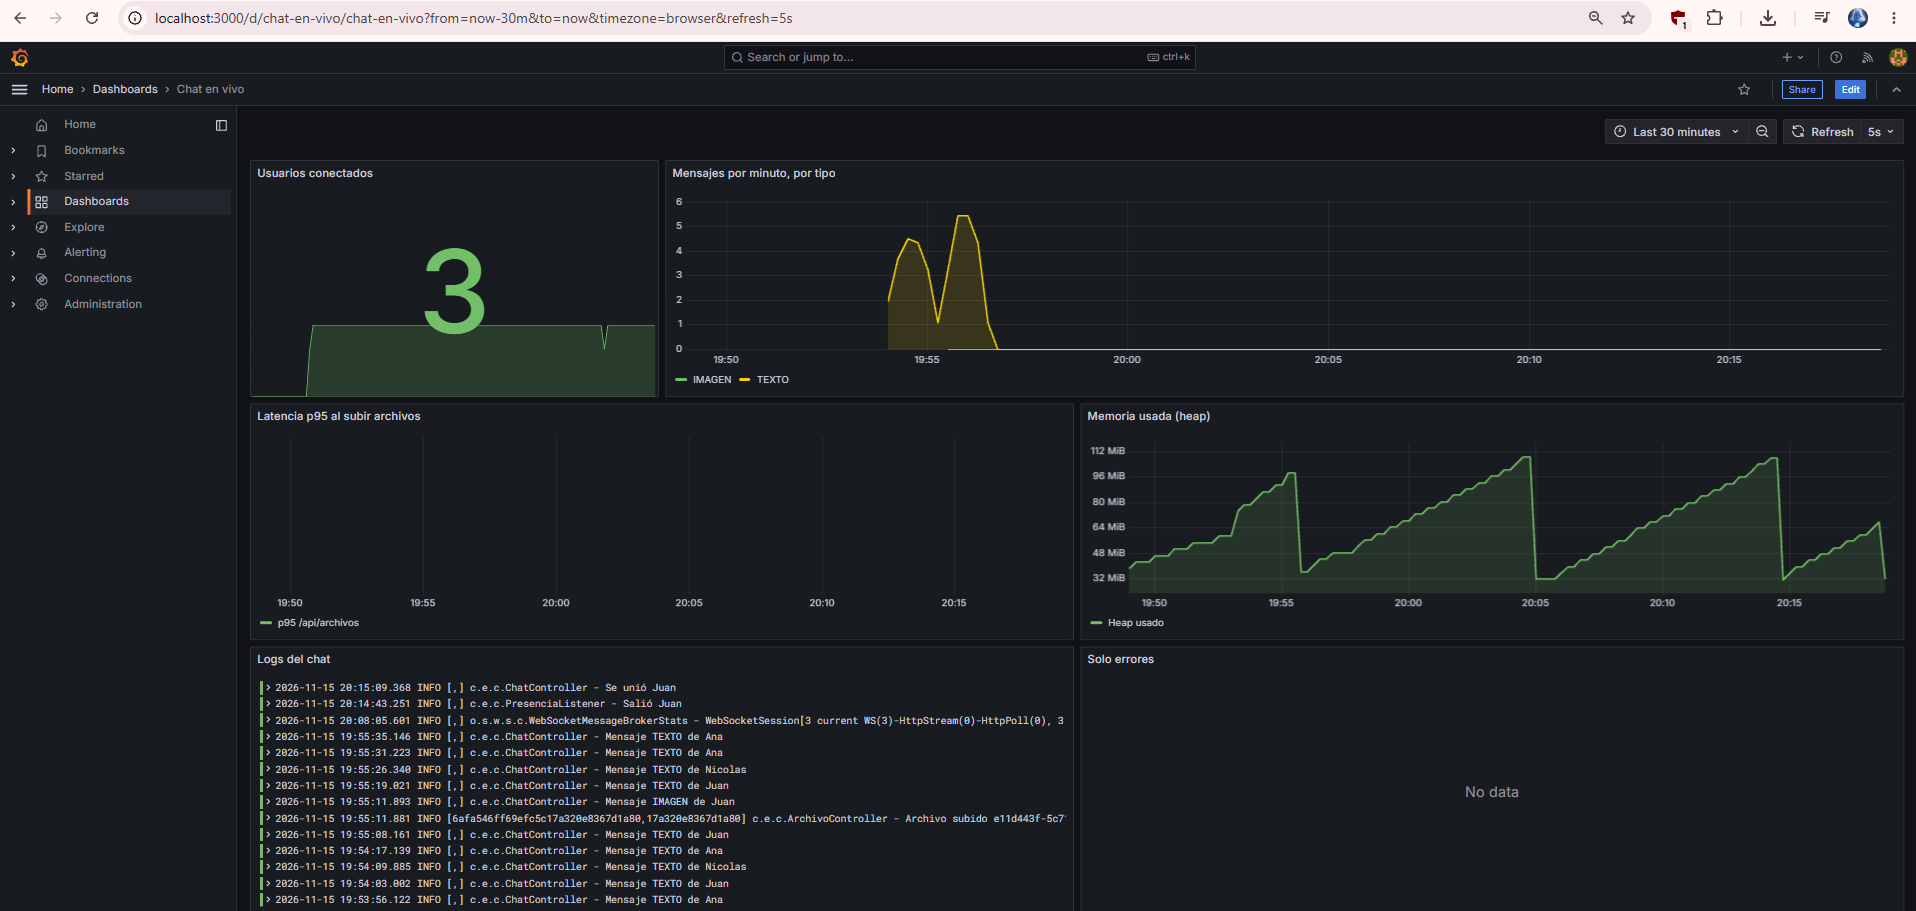 localhost:3000/d/chat-en-vivo/chat-en-vivo?from=now-30m&to=now&timezone=browser&refresh=5s
1
Search or jump to...
ctrl+k
Home › Dashboards › Chat en vivo
Share
Edit
Home
Bookmarks
Starred
Dashboards
Explore
Alerting
Connections
Administration
Last 30 minutes
Refresh
5s
Usuarios conectados
3
Mensajes por minuto, por tipo
6
5
4
3
2
1
0
19:50 19:55 20:00 20:05 20:10 20:15
IMAGEN TEXTO
Latencia p95 al subir archivos
19:50 19:55 20:00 20:05 20:10 20:15
p95 /api/archivos
Memoria usada (heap)
112 MiB
96 MiB
80 MiB
64 MiB
48 MiB
32 MiB
19:50 19:55 20:00 20:05 20:10 20:15
Heap usado
Logs del chat
2026-11-15 20:15:09.368 INFO [,] c.e.c.ChatController - Se unió Juan
2026-11-15 20:14:43.251 INFO [,] c.e.c.PresenciaListener - Salió Juan
2026-11-15 20:08:05.601 INFO [,] o.s.w.s.c.WebSocketMessageBrokerStats - WebSocketSession[3 current WS(3)-HttpStream(0)-HttpPoll(0), 3
2026-11-15 19:55:35.146 INFO [,] c.e.c.ChatController - Mensaje TEXTO de Ana
2026-11-15 19:55:31.223 INFO [,] c.e.c.ChatController - Mensaje TEXTO de Ana
2026-11-15 19:55:26.340 INFO [,] c.e.c.ChatController - Mensaje TEXTO de Nicolas
2026-11-15 19:55:19.021 INFO [,] c.e.c.ChatController - Mensaje TEXTO de Juan
2026-11-15 19:55:11.893 INFO [,] c.e.c.ChatController - Mensaje IMAGEN de Juan
2026-11-15 19:55:11.881 INFO [6afa546ff69efc5c17a320e8367d1a80,17a320e8367d1a80] c.e.c.ArchivoController - Archivo subido e11d443f-5c7
2026-11-15 19:55:08.161 INFO [,] c.e.c.ChatController - Mensaje TEXTO de Juan
2026-11-15 19:54:17.139 INFO [,] c.e.c.ChatController - Mensaje TEXTO de Ana
2026-11-15 19:54:09.885 INFO [,] c.e.c.ChatController - Mensaje TEXTO de Nicolas
2026-11-15 19:54:03.002 INFO [,] c.e.c.ChatController - Mensaje TEXTO de Juan
2026-11-15 19:53:56.122 INFO [,] c.e.c.ChatController - Mensaje TEXTO de Ana
Solo errores
No data